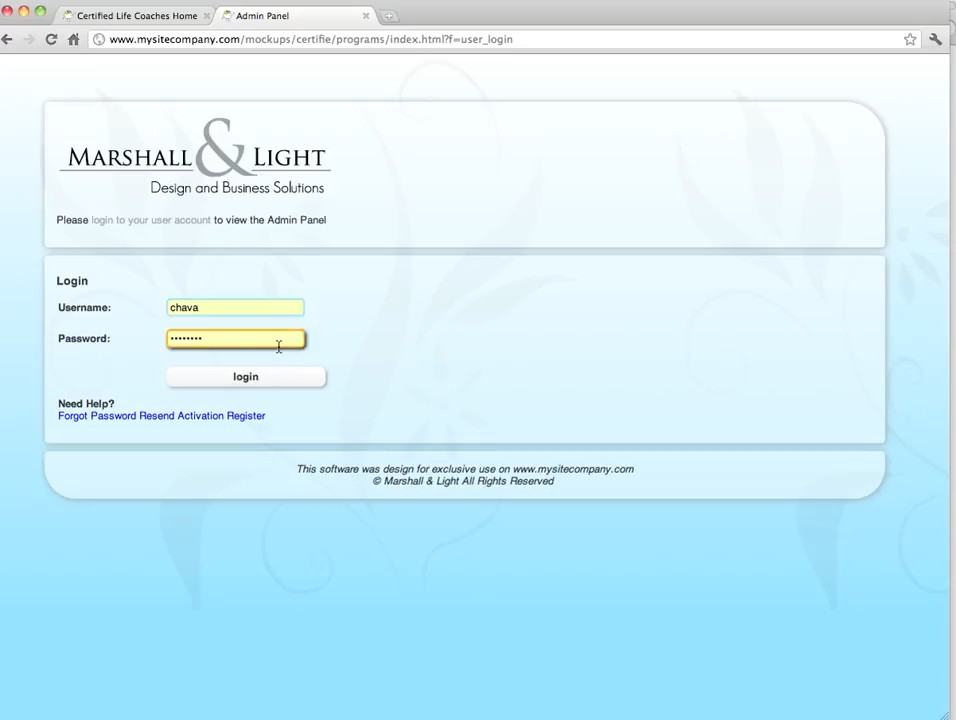 Certified Life Coaches Home
Admin Panel
www.mysitecompany.com/mockups/certifie/programs/index.html?f=user_login
MARSHALL & LIGHT
Design and Business Solutions
Please login to your user account to view the Admin Panel
Login
Username: chava
Password: ••••••••
login
Need Help?
Forgot Password Resend Activation Register
This software was design for exclusive use on www.mysitecompany.com
© Marshall & Light All Rights Reserved